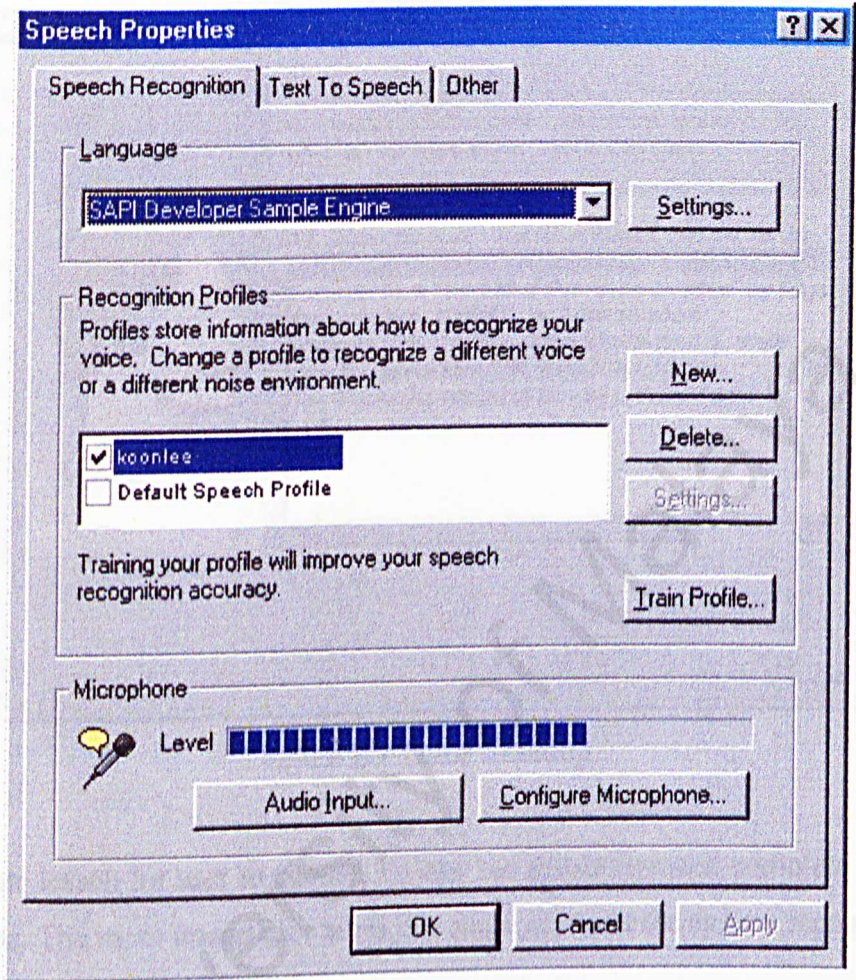 Speech Properties
? X
Speech Recognition Text To Speech Other
Language
SAPI Developer Sample Engine Settings...
Recognition Profiles
Profiles store information about how to recognize your
voice. Change a profile to recognize a different voice
or a different noise environment.
New...
Delete...
koonlee
Default Speech Profile
Settings...
Training your profile will improve your speech
recognition accuracy.
Train Profile...
Microphone
Level
Audio Input... Configure Microphone...
OK Cancel Apply